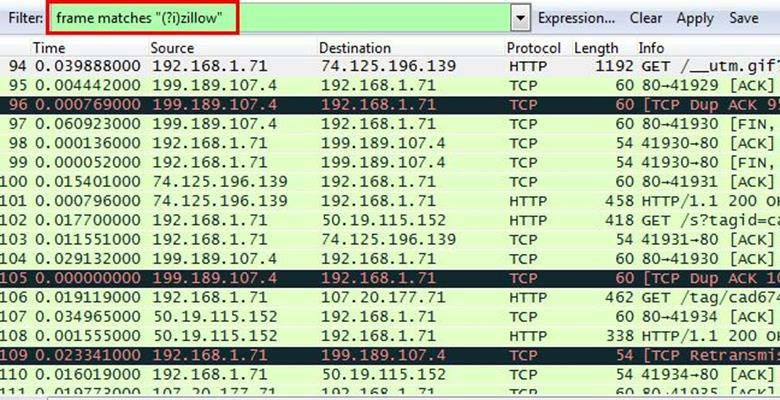 Filter: frame matches "(?i)zillow" Expression... Clear Apply Save
Time Source Destination Protocol Length Info
94 0.039888000 192.168.1.71 74.125.196.139 HTTP 1192 GET /__utm.gif?
95 0.004442000 199.189.107.4 192.168.1.71 TCP 60 80→41929 [ACK]
96 0.000769000 199.189.107.4 192.168.1.71 TCP 60 [TCP Dup ACK 9
97 0.060923000 199.189.107.4 192.168.1.71 TCP 60 80→41930 [FIN,
98 0.000136000 192.168.1.71 199.189.107.4 TCP 54 41930→80 [ACK]
99 0.000052000 192.168.1.71 199.189.107.4 TCP 54 41930→80 [FIN,
100 0.015401000 74.125.196.139 192.168.1.71 TCP 60 80→41931 [ACK]
101 0.000796000 74.125.196.139 192.168.1.71 HTTP 458 HTTP/1.1 200 O
102 0.017700000 192.168.1.71 50.19.115.152 HTTP 418 GET /s?tagid=ca
103 0.011551000 192.168.1.71 74.125.196.139 TCP 54 41931→80 [ACK]
104 0.029132000 199.189.107.4 192.168.1.71 TCP 60 80→41930 [ACK]
105 0.000000000 199.189.107.4 192.168.1.71 TCP 60 [TCP Dup ACK 10
106 0.019119000 192.168.1.71 107.20.177.71 HTTP 462 GET /tag/cad674
107 0.034965000 50.19.115.152 192.168.1.71 TCP 60 80→41934 [ACK]
108 0.001555000 50.19.115.152 192.168.1.71 HTTP 338 HTTP/1.1 200 O
109 0.023341000 192.168.1.71 199.189.107.4 TCP 54 [TCP Retransmis
110 0.016019000 192.168.1.71 50.19.115.152 TCP 54 41934→80 [ACK]
111 0.019773000 107.20.177.71 192.168.1.71 TCP 60 80→41935 [ACK]